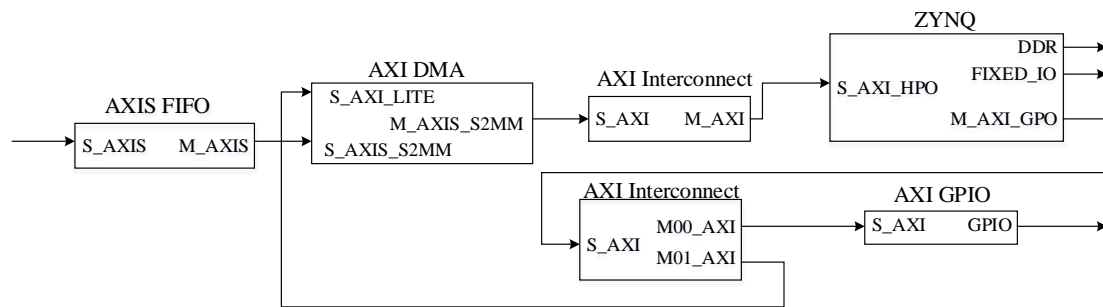 ZYNQ
DDR
AXI DMA
AXI Interconnect
FIXED_IO
S_AXI_LITE
S_AXI_HPO
AXIS FIFO
M_AXIS_S2MM
S_AXI M_AXI
M_AXI_GPO
S_AXIS M_AXIS
S_AXIS_S2MM
AXI Interconnect
AXI GPIO
M00_AXI
S_AXI GPIO
S_AXI
M01_AXI